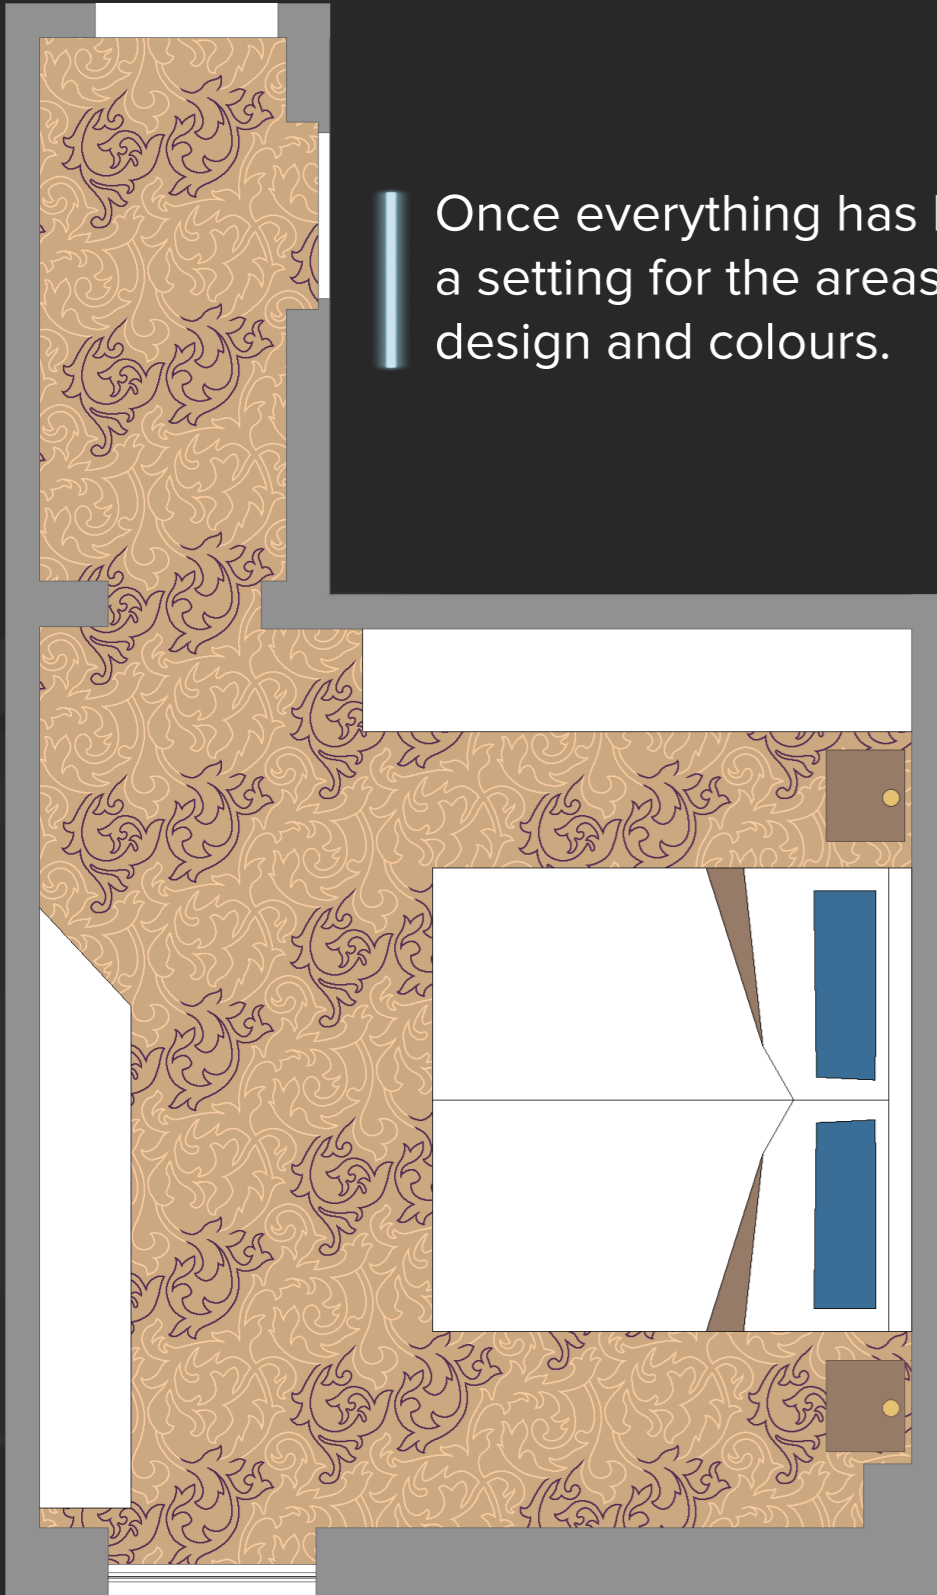 Once everything has
a setting for the areas
design and colours.